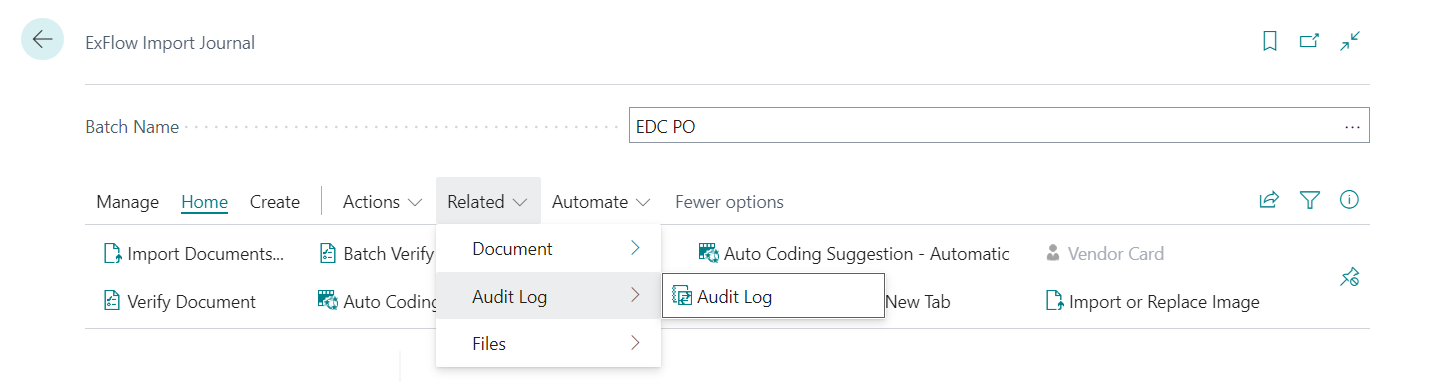 ExFlow Import Journal
Batch Name
EDC PO
Manage Home Create Actions Related Automate Fewer options
Import Documents... Batch Verify Document Auto Coding Suggestion - Automatic Vendor Card
Audit Log Audit Log
Verify Document Auto Coding New Tab Import or Replace Image
Files